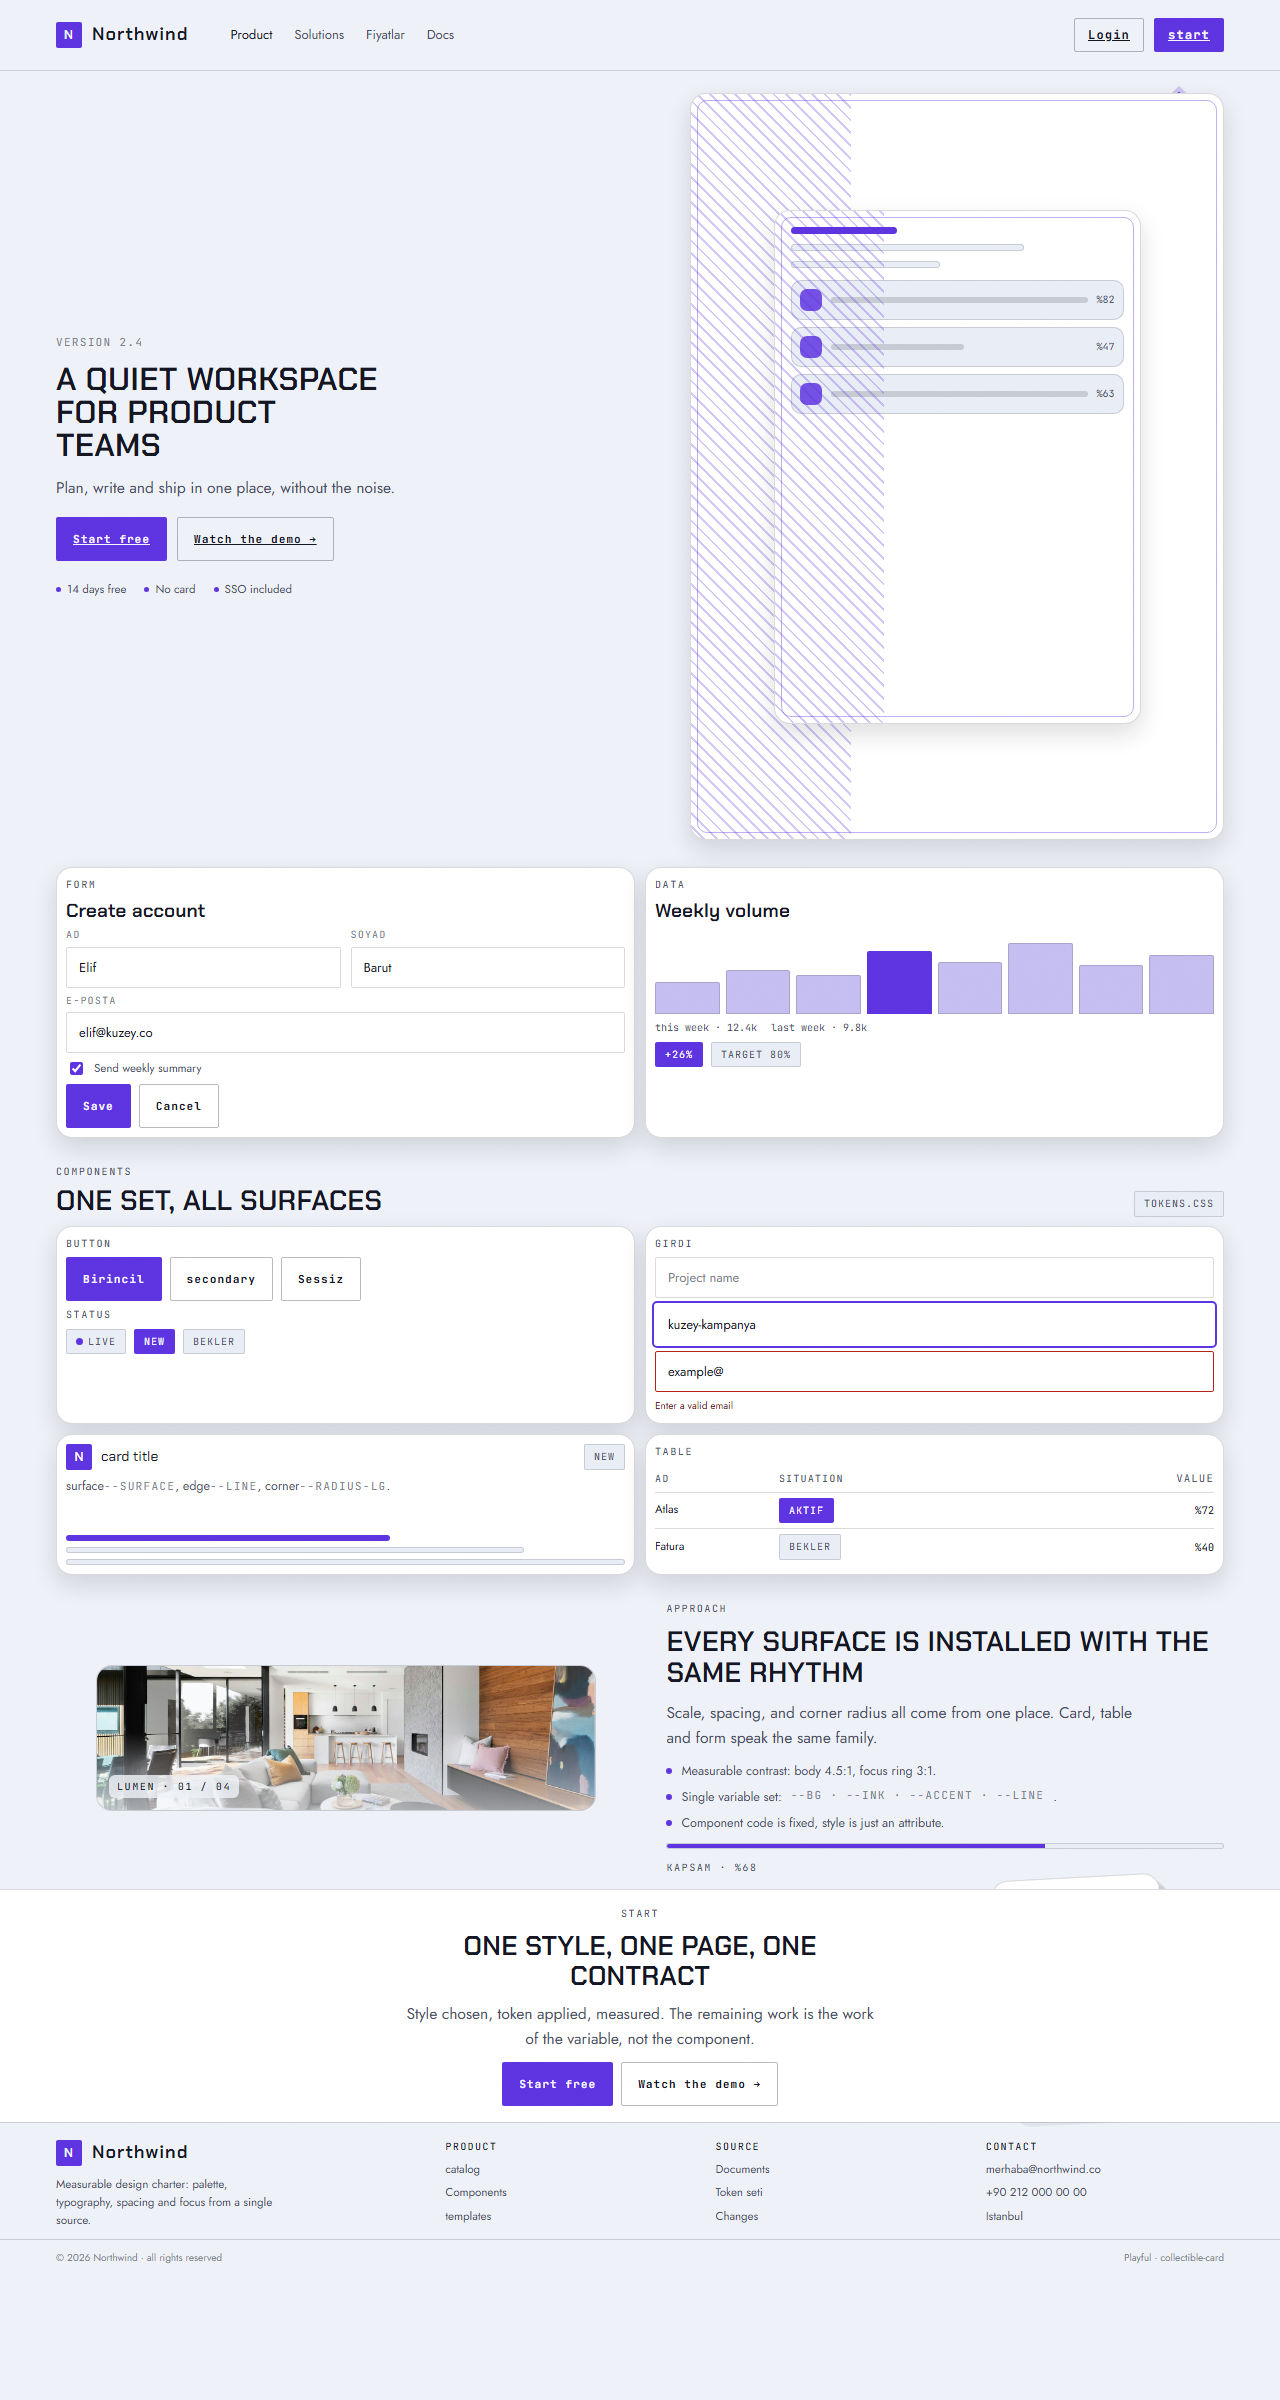 N Northwind Product Solutions Fiyatlar Docs Login start
VERSION 2.4
A QUIET WORKSPACE
FOR PRODUCT
TEAMS
Plan, write and ship in one place, without the noise.
Start free Watch the demo →
14 days free No card SSO included
%82
%47
%63
FORM
Create account
AD SOYAD
Elif Barut
E-POSTA
elif@kuzey.co
Send weekly summary
Save Cancel
DATA
Weekly volume
this week · 12.4k last week · 9.8k
+26% TARGET 80%
COMPONENTS
ONE SET, ALL SURFACES
TOKENS.CSS
BUTTON
Birincil secondary Sessiz
STATUS
LIVE NEW BEKLER
GIRDI
Project name
kuzey-kampanya
example@
Enter a valid email
N card title NEW
surface--SURFACE, edge--LINE, corner--RADIUS-LG.
TABLE
AD SITUATION VALUE
Atlas AKTIF %72
Fatura BEKLER %40
LUMEN · 01 / 04
APPROACH
EVERY SURFACE IS INSTALLED WITH THE
SAME RHYTHM
Scale, spacing, and corner radius all come from one place. Card, table
and form speak the same family.
Measurable contrast: body 4.5:1, focus ring 3:1.
Single variable set: --BG · --INK · --ACCENT · --LINE .
Component code is fixed, style is just an attribute.
KAPSAM · %68
START
ONE STYLE, ONE PAGE, ONE
CONTRACT
Style chosen, token applied, measured. The remaining work is the work
of the variable, not the component.
Start free Watch the demo →
N Northwind
Measurable design charter: palette,
typography, spacing and focus from a single
source.
PRODUCT
catalog
Components
templates
SOURCE
Documents
Token seti
Changes
CONTACT
merhaba@northwind.co
+90 212 000 00 00
Istanbul
© 2026 Northwind · all rights reserved
Playful · collectible-card